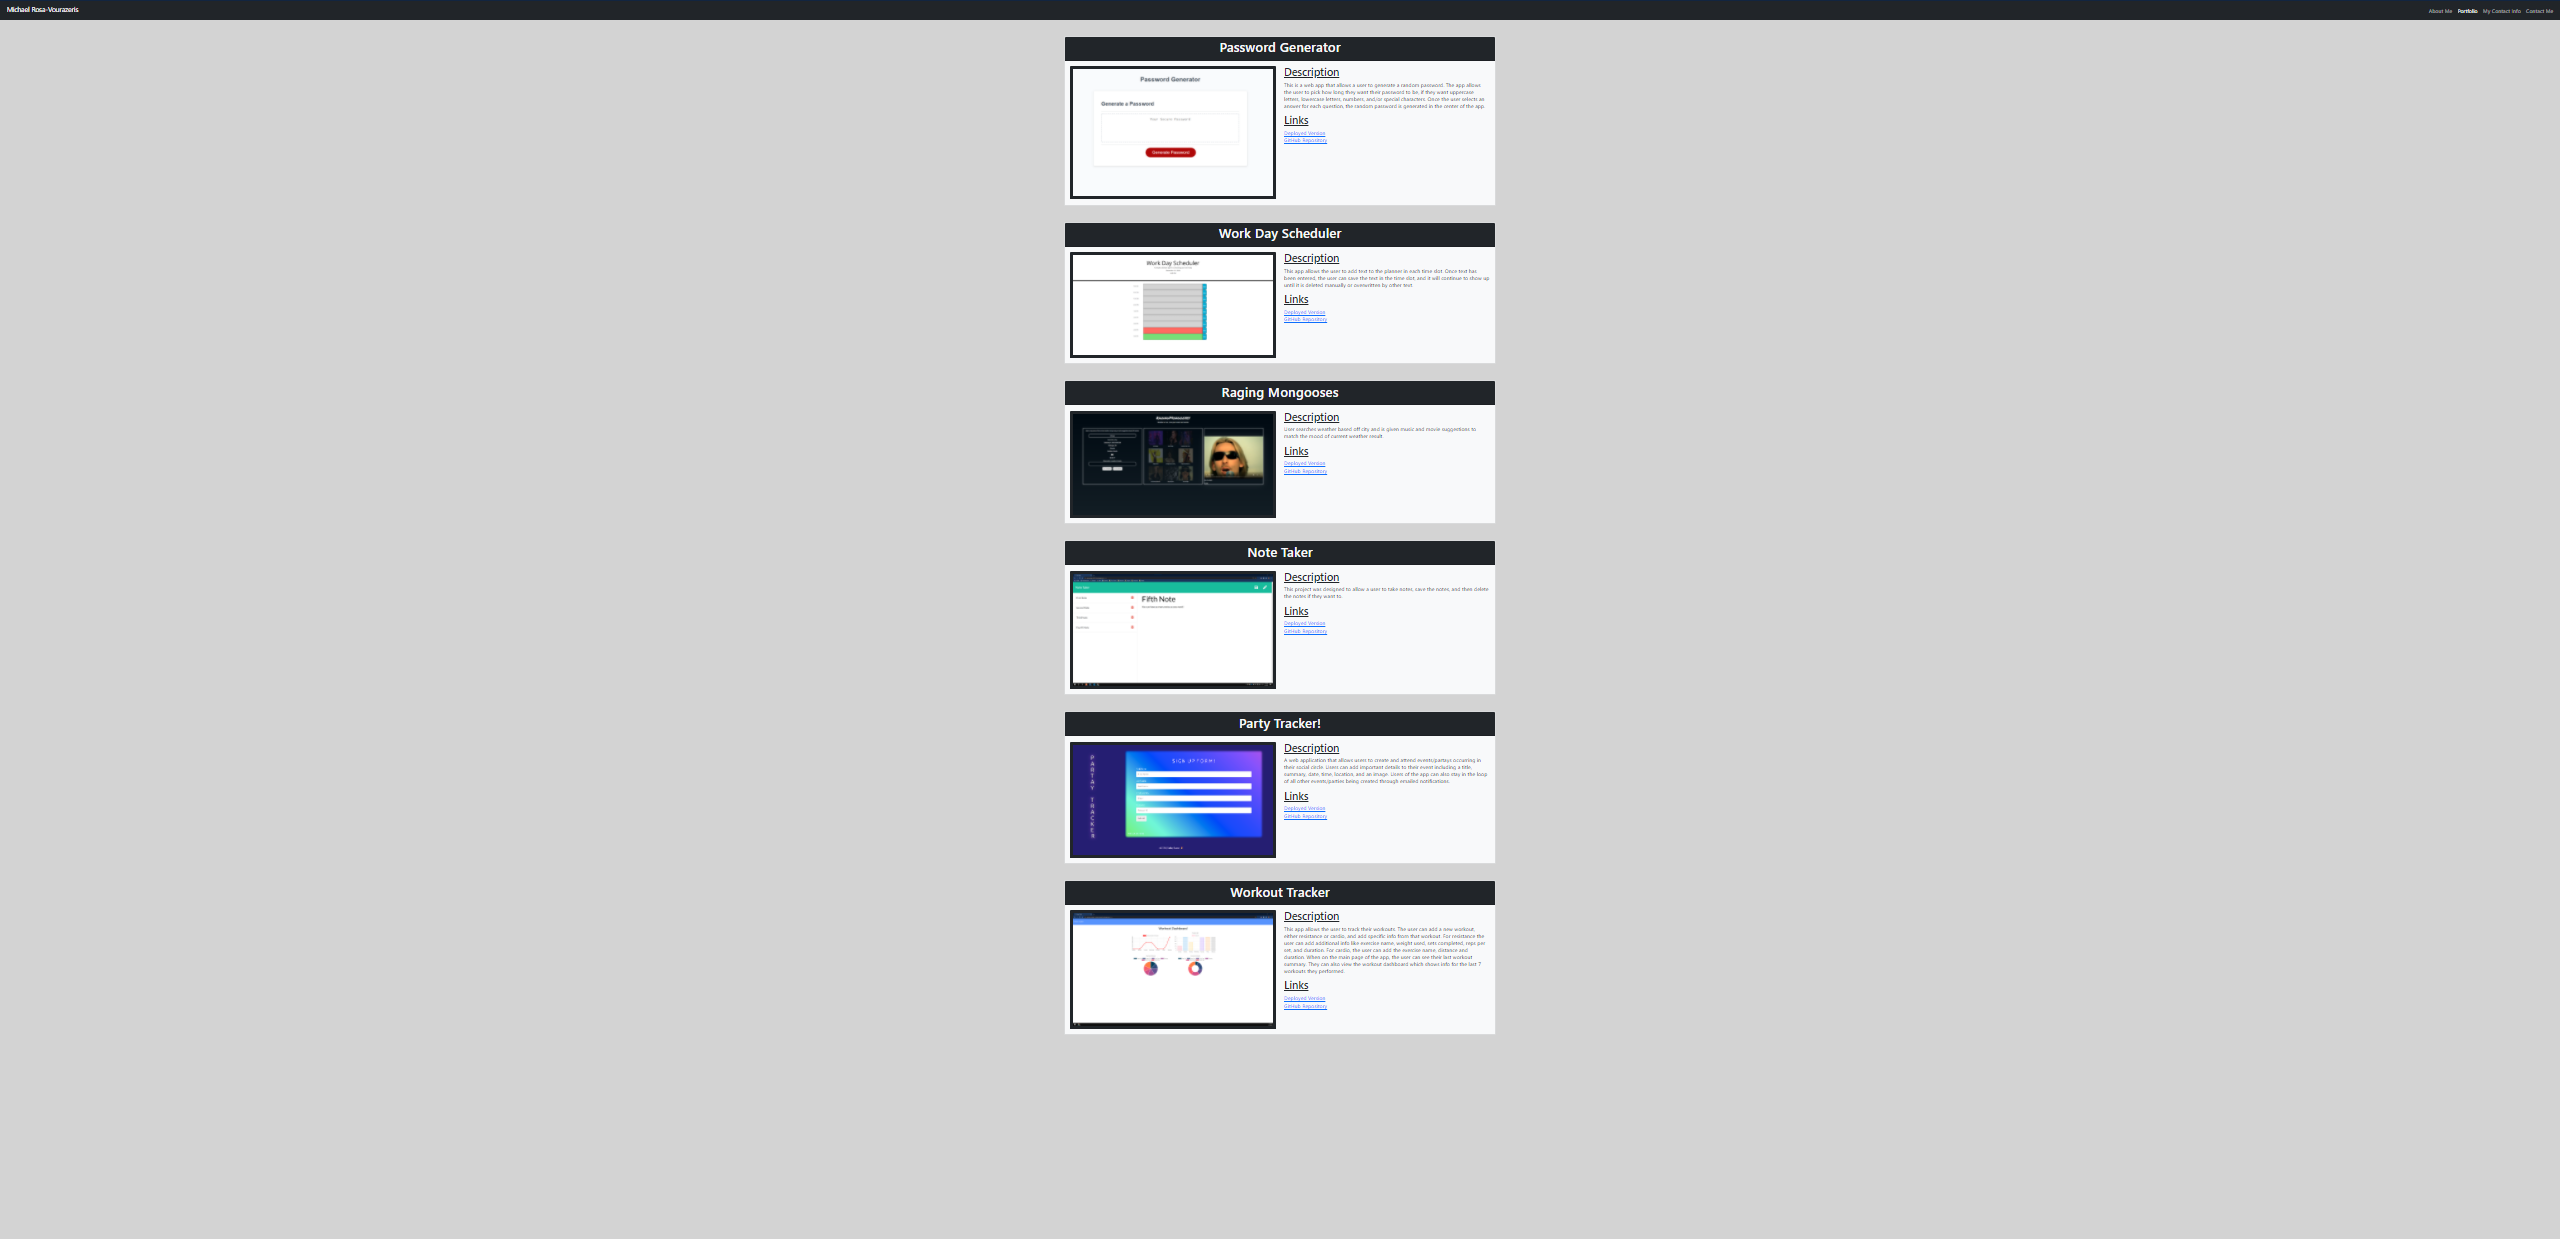 Michael Rosa-Vourazeris
About Me Portfolio My Contact Info Contact Me
Password Generator
Password Generator
Generate a Password
Your Secure Password
Generate Password
Description
This is a web app that allows a user to generate a random password. The app allows
the user to pick how long they want their password to be, if they want uppercase
letters, lowercase letters, numbers, and/or special characters. Once the user selects an
answer for each question, the random password is generated in the center of the app.
Links
Deployed Version
GitHub Repository
Work Day Scheduler
Work Day Scheduler
Description
This app allows the user to add text to the planner in each time slot. Once text has
been entered, the user can save the text in the time slot, and it will continue to show up
until it is deleted manually or overwritten by other text.
Links
Deployed Version
GitHub Repository
Raging Mongooses
Description
User searches weather based off city and is given music and movie suggestions to
match the mood of current weather result.
Links
Deployed Version
GitHub Repository
Note Taker
Fifth Note
Description
This project was designed to allow a user to take notes, save the notes, and then delete
the notes if they want to.
Links
Deployed Version
GitHub Repository
Party Tracker!
PARTAY TRACKER
SIGN UP FORM!
Description
A web application that allows users to create and attend events/partays occurring in
their social circle. Users can add important details to their event including a title,
summary, date, time, location, and an image. Users of the app can also stay in the loop
of all other events/parties being created through emailed notifications.
Links
Deployed Version
GitHub Repository
Workout Tracker
Workout Dashboard
Description
This app allows the user to track their workouts. The user can add a new workout,
either resistance or cardio, and add specific info from that workout. For resistance the
user can add additional info like exercise name, weight used, sets completed, reps per
set, and duration. For cardio, the user can add the exercise name, distance and
duration. When on the main page of the app, the user can see their last workout
summary. They can also view the workout dashboard which shows info for the last 7
workouts they performed.
Links
Deployed Version
GitHub Repository